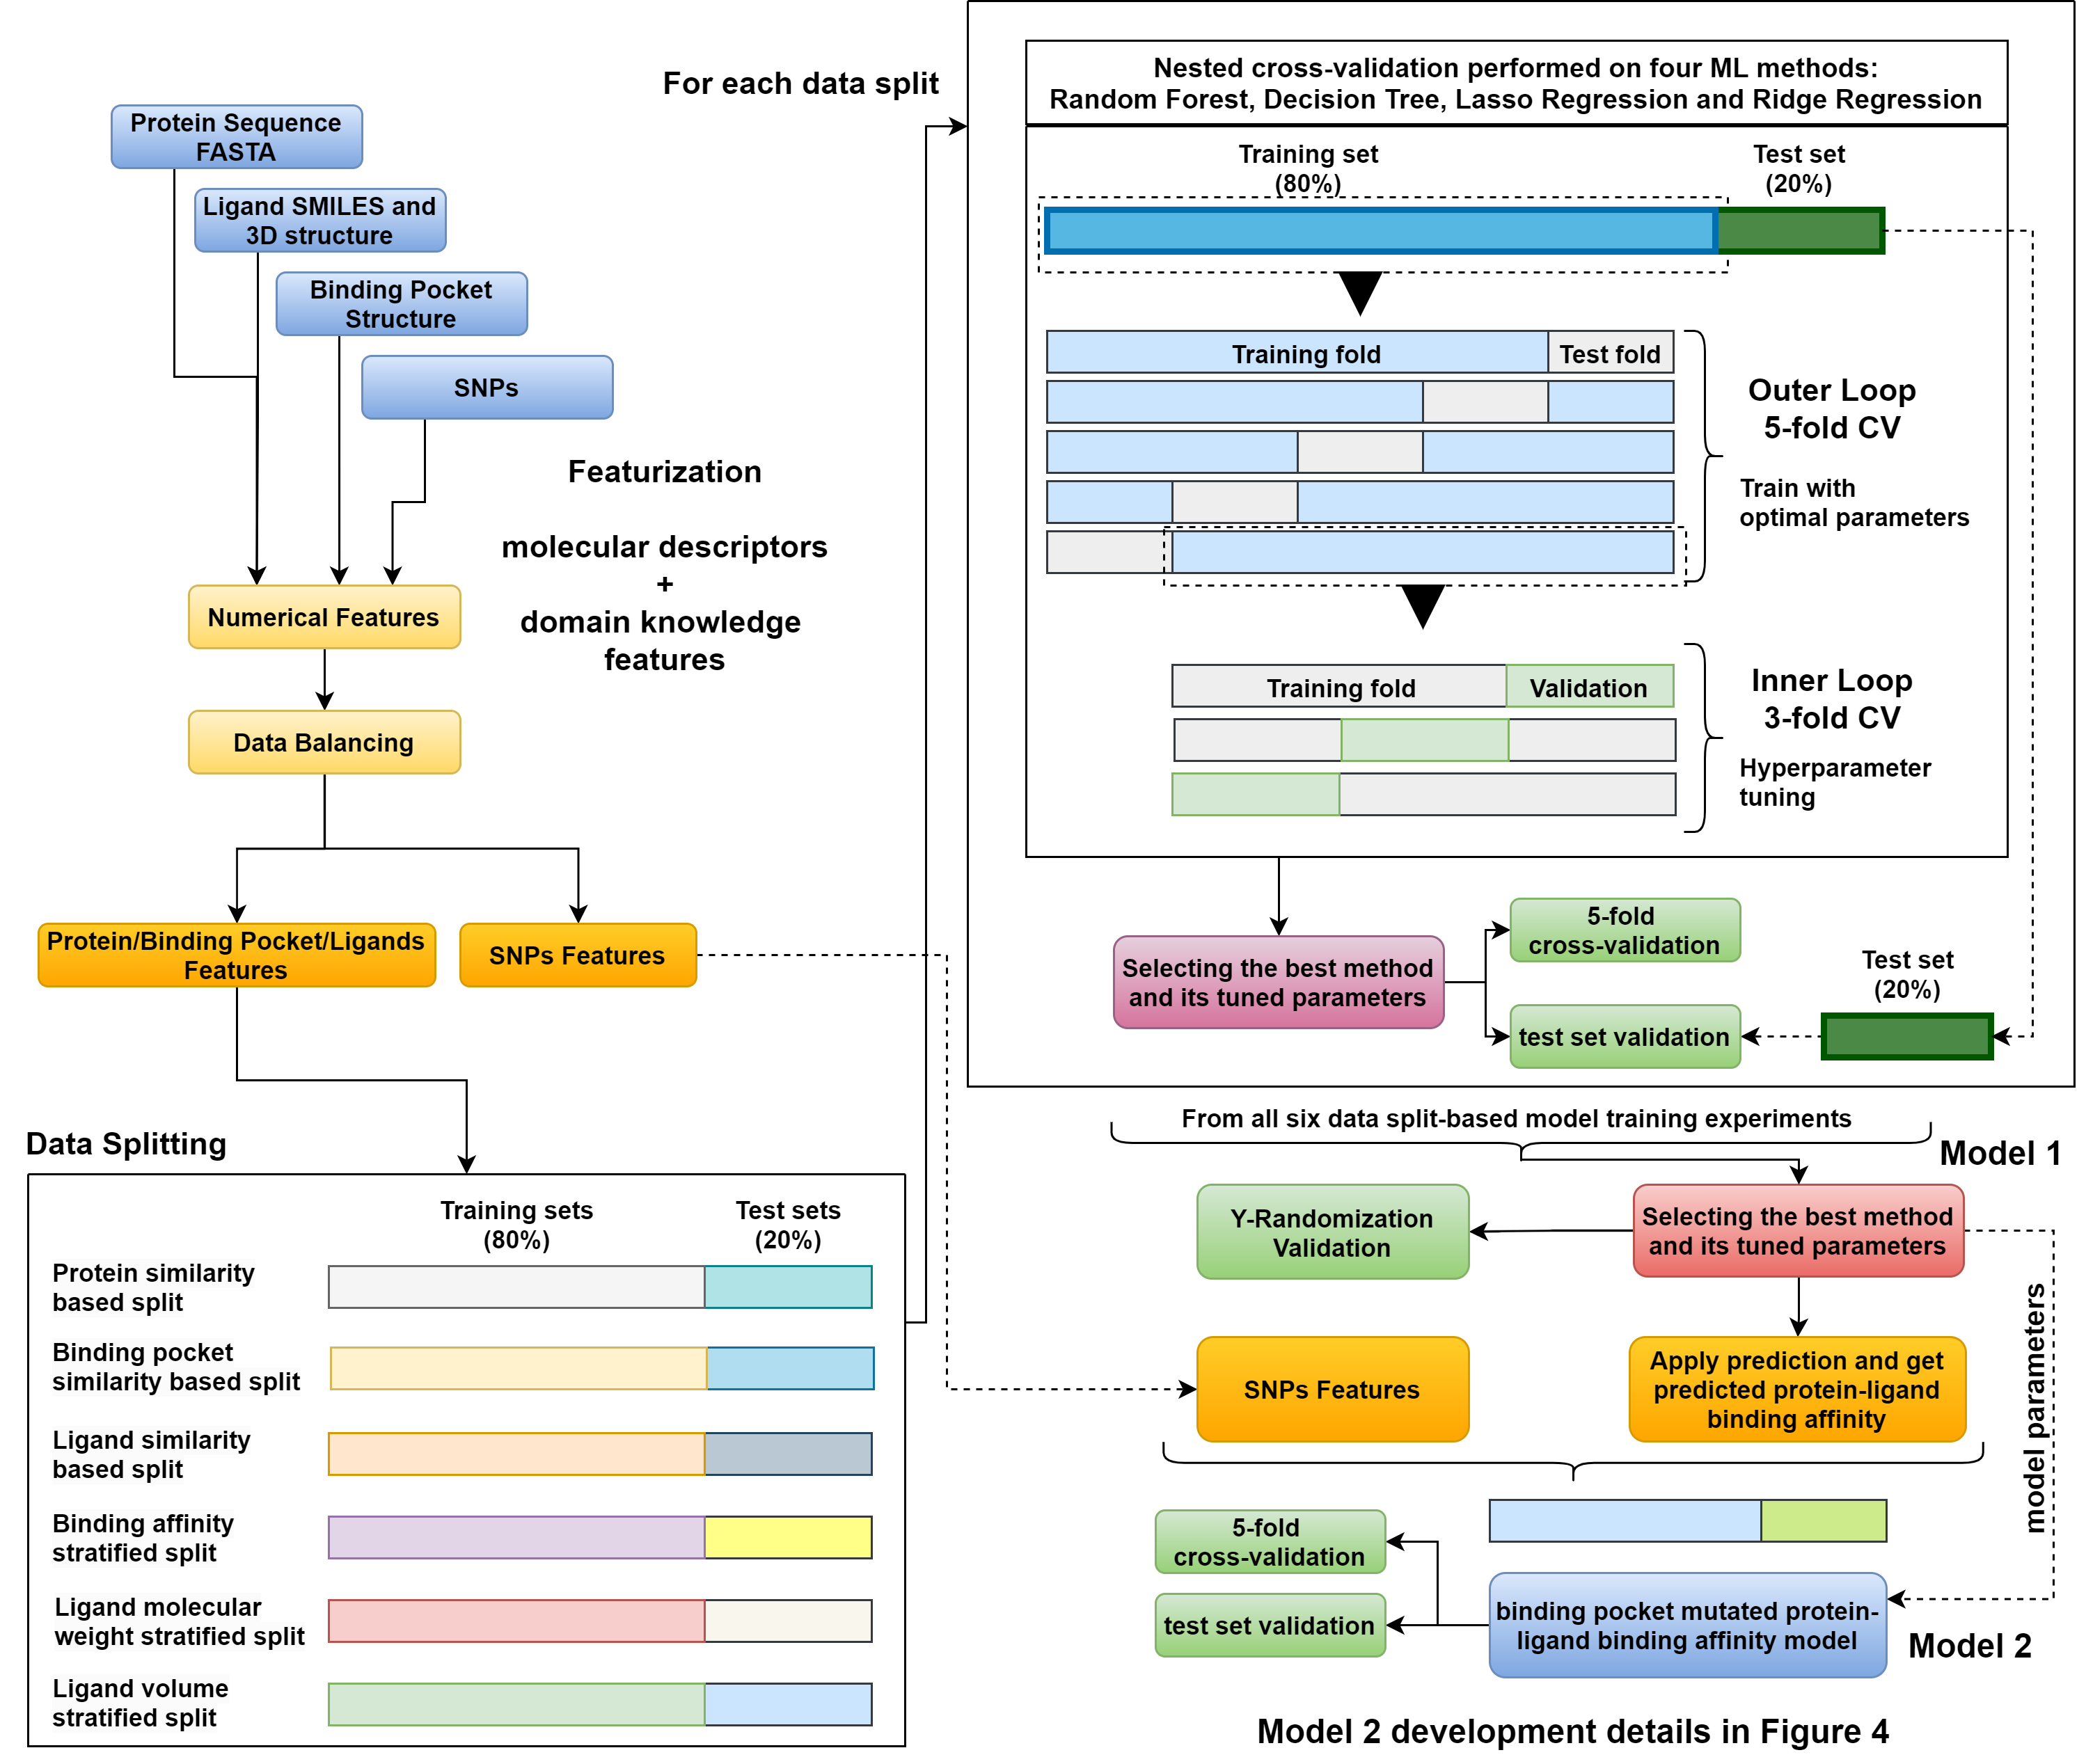 Protein Sequence
FASTA
Ligand SMILES and
3D structure
Binding Pocket
Structure
SNPs
Featurization
molecular descriptors
+
domain knowledge
features
Numerical Features
Data Balancing
Protein/Binding Pocket/Ligands
Features
SNPs Features
Data Splitting
Training sets
(80%)
Test sets
(20%)
Protein similarity
based split
Binding pocket
similarity based split
Ligand similarity
based split
Binding affinity
stratified split
Ligand molecular
weight stratified split
Ligand volume
stratified split
For each data split
Nested cross-validation performed on four ML methods:
Random Forest, Decision Tree, Lasso Regression and Ridge Regression
Training set
(80%)
Test set
(20%)
Training fold
Test fold
Outer Loop
5-fold CV
Train with
optimal parameters
Training fold
Validation
Inner Loop
3-fold CV
Hyperparameter
tuning
Selecting the best method
and its tuned parameters
5-fold
cross-validation
test set validation
Test set
(20%)
From all six data split-based model training experiments
Model 1
Y-Randomization
Validation
Selecting the best method
and its tuned parameters
SNPs Features
Apply prediction and get
predicted protein-ligand
binding affinity
model parameters
5-fold
cross-validation
test set validation
binding pocket mutated protein-
ligand binding affinity model
Model 2
Model 2 development details in Figure 4